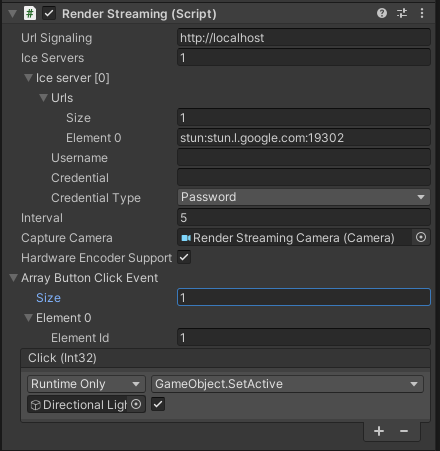 Render Streaming (Script)
Url Signaling http://localhost
Ice Servers 1
Ice server [0]
Urls
Size 1
Element 0 stun:stun.l.google.com:19302
Username
Credential
Credential Type Password
Interval 5
Capture Camera Render Streaming Camera (Camera)
Hardware Encoder Support
Array Button Click Event
Size 1
Element 0
Element Id 1
Click (Int32)
Runtime Only GameObject.SetActive
Directional Ligh